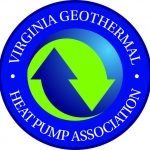 VIRGINIA GEOTHERMAL
HEAT PUMP ASSOCIATION